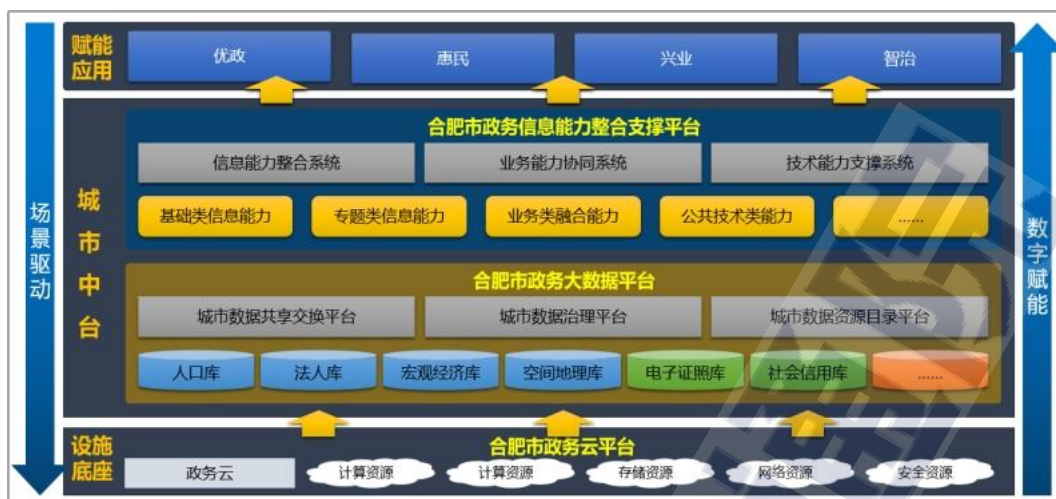 赋能
应用
优政
惠民
兴业
智治
场景驱动
数字赋能
城市中台
合肥市政务信息能力整合支撑平台
信息能力整合系统
业务能力协同系统
技术能力支撑系统
基础类信息能力
专题类信息能力
业务类融合能力
公共技术类能力
......
合肥市政务大数据平台
城市数据共享交换平台
城市数据治理平台
城市数据资源目录平台
人口库
法人库
宏观经济库
空间地理库
电子证照库
社会信用库
......
设施
底座
合肥市政务云平台
政务云
计算资源
计算资源
存储资源
网络资源
安全资源